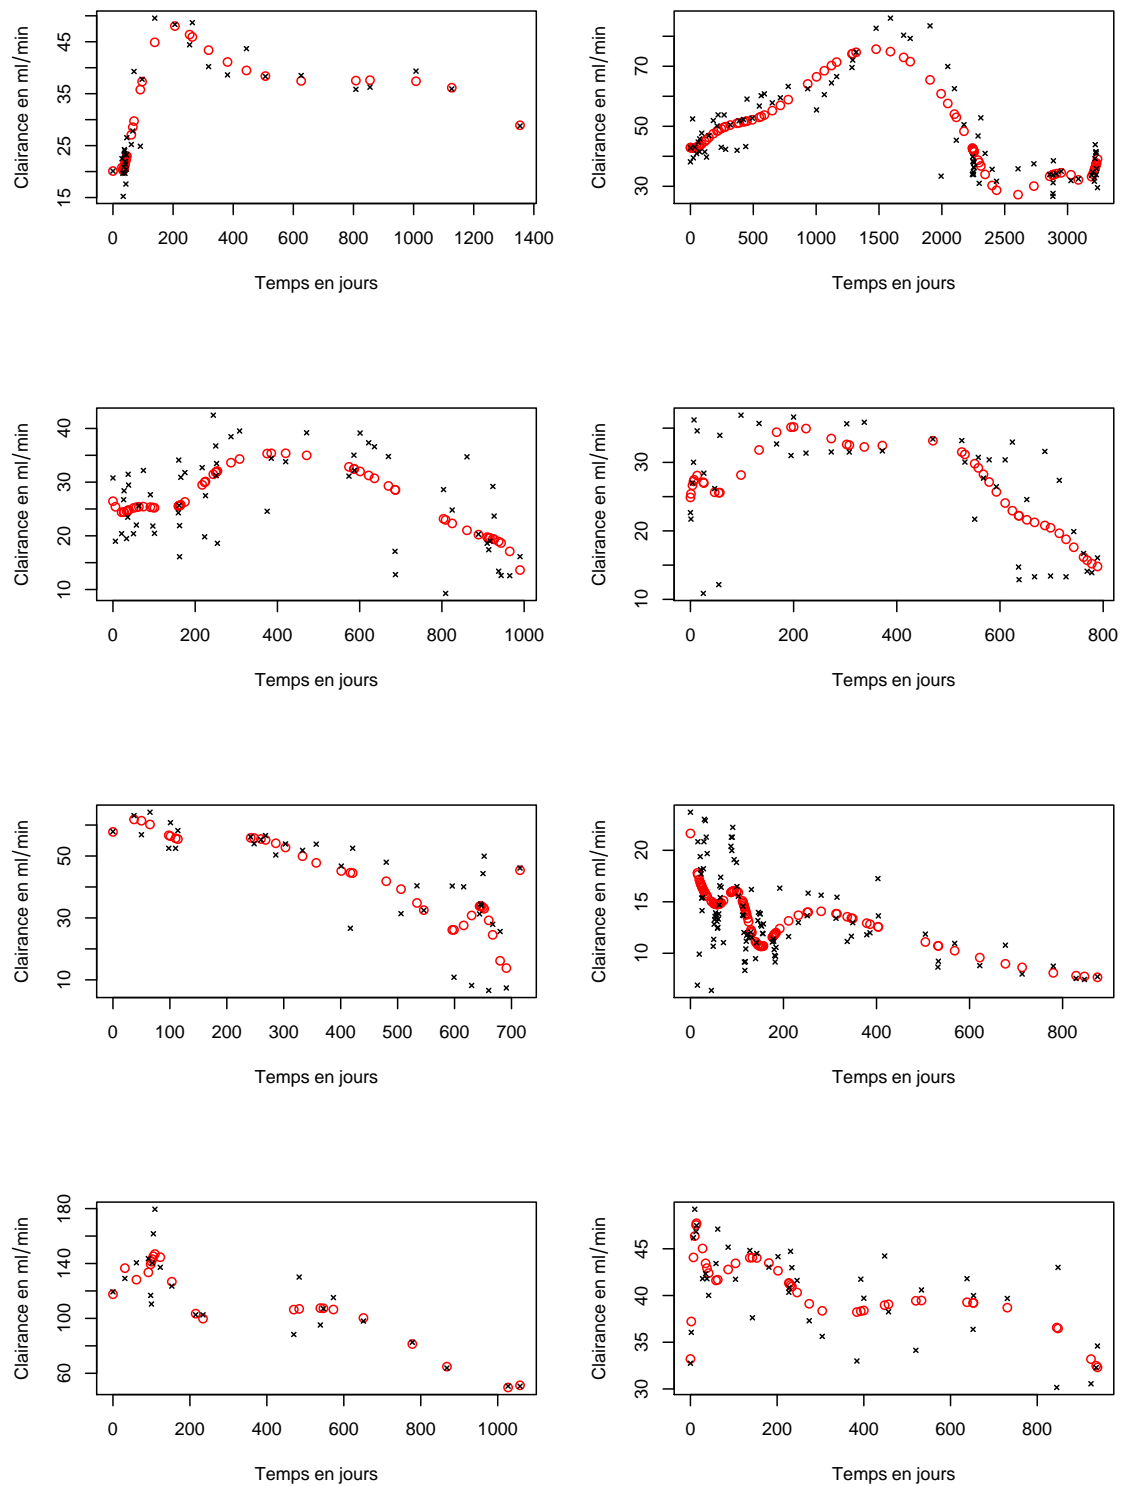 Clairance en ml/min
15 25 35 45
0 200 400 600 800 1000 1200 1400
Temps en jours
Clairance en ml/min
30 50 70
0 500 1000 1500 2000 2500 3000
Temps en jours
Clairance en ml/min
10 20 30 40
0 200 400 600 800 1000
Temps en jours
Clairance en ml/min
10 20 30
0 200 400 600 800
Temps en jours
Clairance en ml/min
10 30 50
0 100 200 300 400 500 600 700
Temps en jours
Clairance en ml/min
10 15 20
0 200 400 600 800
Temps en jours
Clairance en ml/min
60 100 140 180
0 200 400 600 800 1000
Temps en jours
Clairance en ml/min
30 35 40 45
0 200 400 600 800
Temps en jours